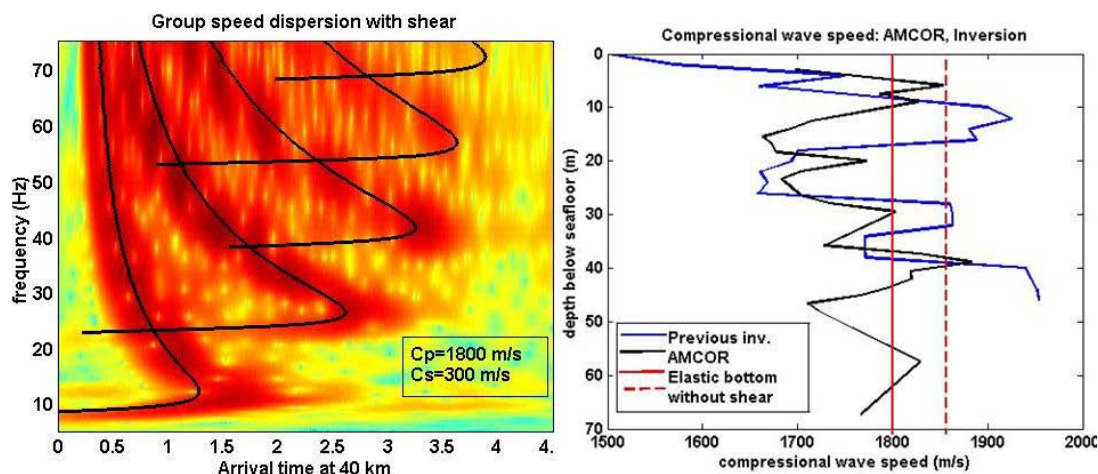 Group speed dispersion with shear
70
60
50
40
30
20
10
frequency (Hz)
Cp=1800 m/s
Cs=300 m/s
0 0.5 1 1.5 2 2.5 3 3.5 4 4.
Arrival time at 40 km
Compressional wave speed: AMCOR, Inversion
0
10
20
30
40
50
60
70
depth below seafloor (m)
Previous inv.
AMCOR
Elastic bottom
without shear
1500 1600 1700 1800 1900 2000
compressional wave speed (m/s)